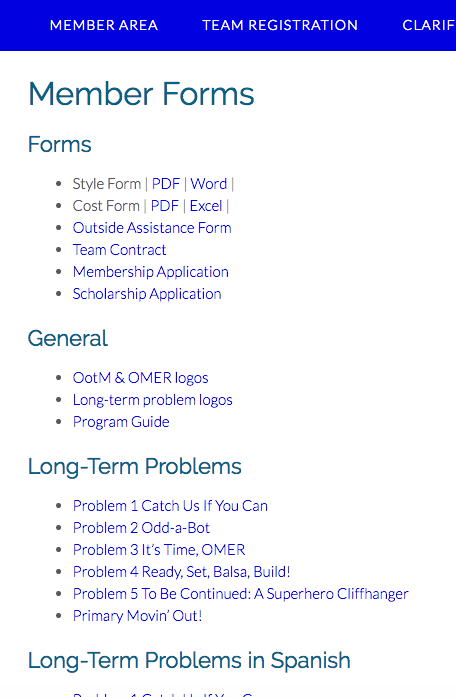 MEMBER AREA TEAM REGISTRATION CLARIF
Member Forms
Forms
Style Form | PDF | Word |
Cost Form | PDF | Excel |
Outside Assistance Form
Team Contract
Membership Application
Scholarship Application
General
OotM & OMER logos
Long-term problem logos
Program Guide
Long-Term Problems
Problem 1 Catch Us If You Can
Problem 2 Odd-a-Bot
Problem 3 It's Time, OMER
Problem 4 Ready, Set, Balsa, Build!
Problem 5 To Be Continued: A Superhero Cliffhanger
Primary Movin' Out!
Long-Term Problems in Spanish